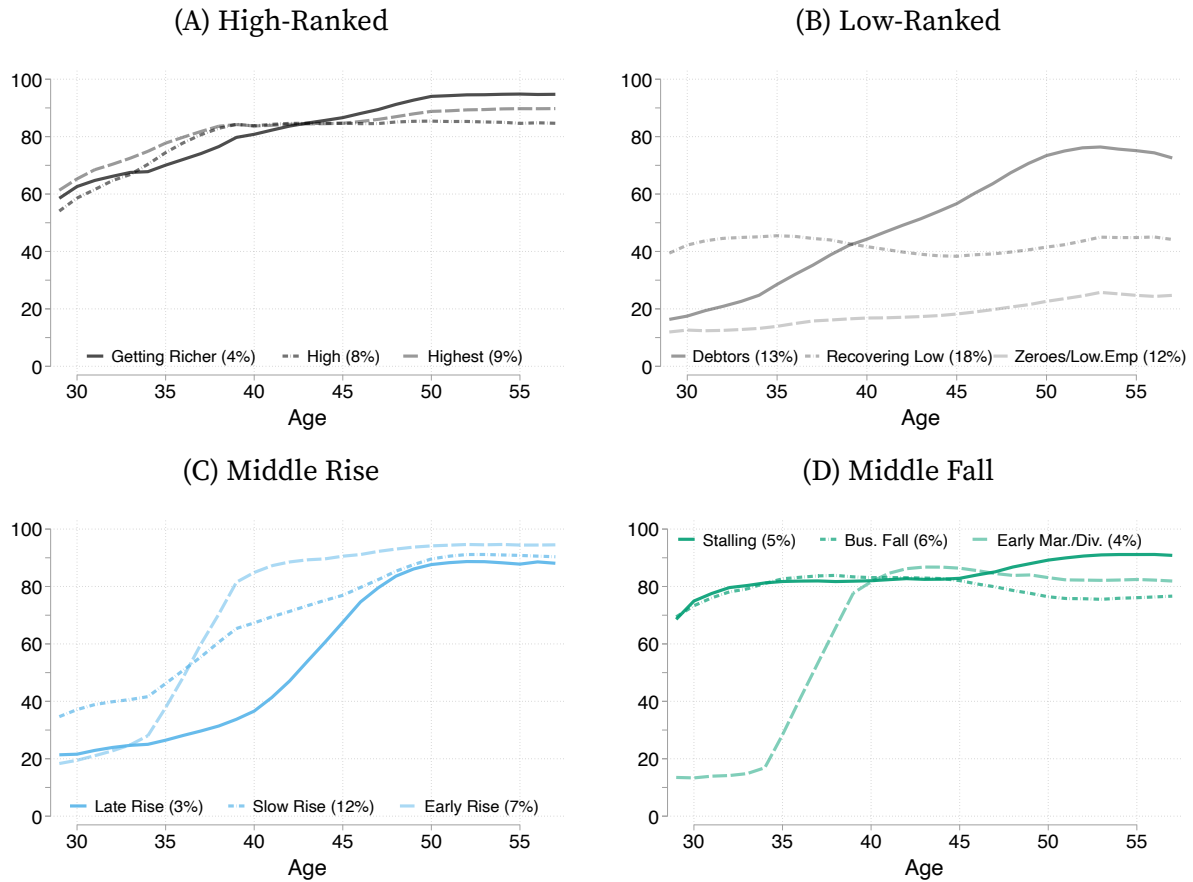 (A) High-Ranked
100
80
60
40
20
0
Getting Richer (4%) High (8%) Highest (9%)
30 35 40 45 50 55
Age
(B) Low-Ranked
100
80
60
40
20
0
Debtors (13%) Recovering Low (18%) Zeroes/Low.Emp (12%)
30 35 40 45 50 55
Age
(C) Middle Rise
100
80
60
40
20
0
Late Rise (3%) Slow Rise (12%) Early Rise (7%)
30 35 40 45 50 55
Age
(D) Middle Fall
Stalling (5%) Bus. Fall (6%) Early Mar./Div. (4%)
100
80
60
40
20
0
30 35 40 45 50 55
Age